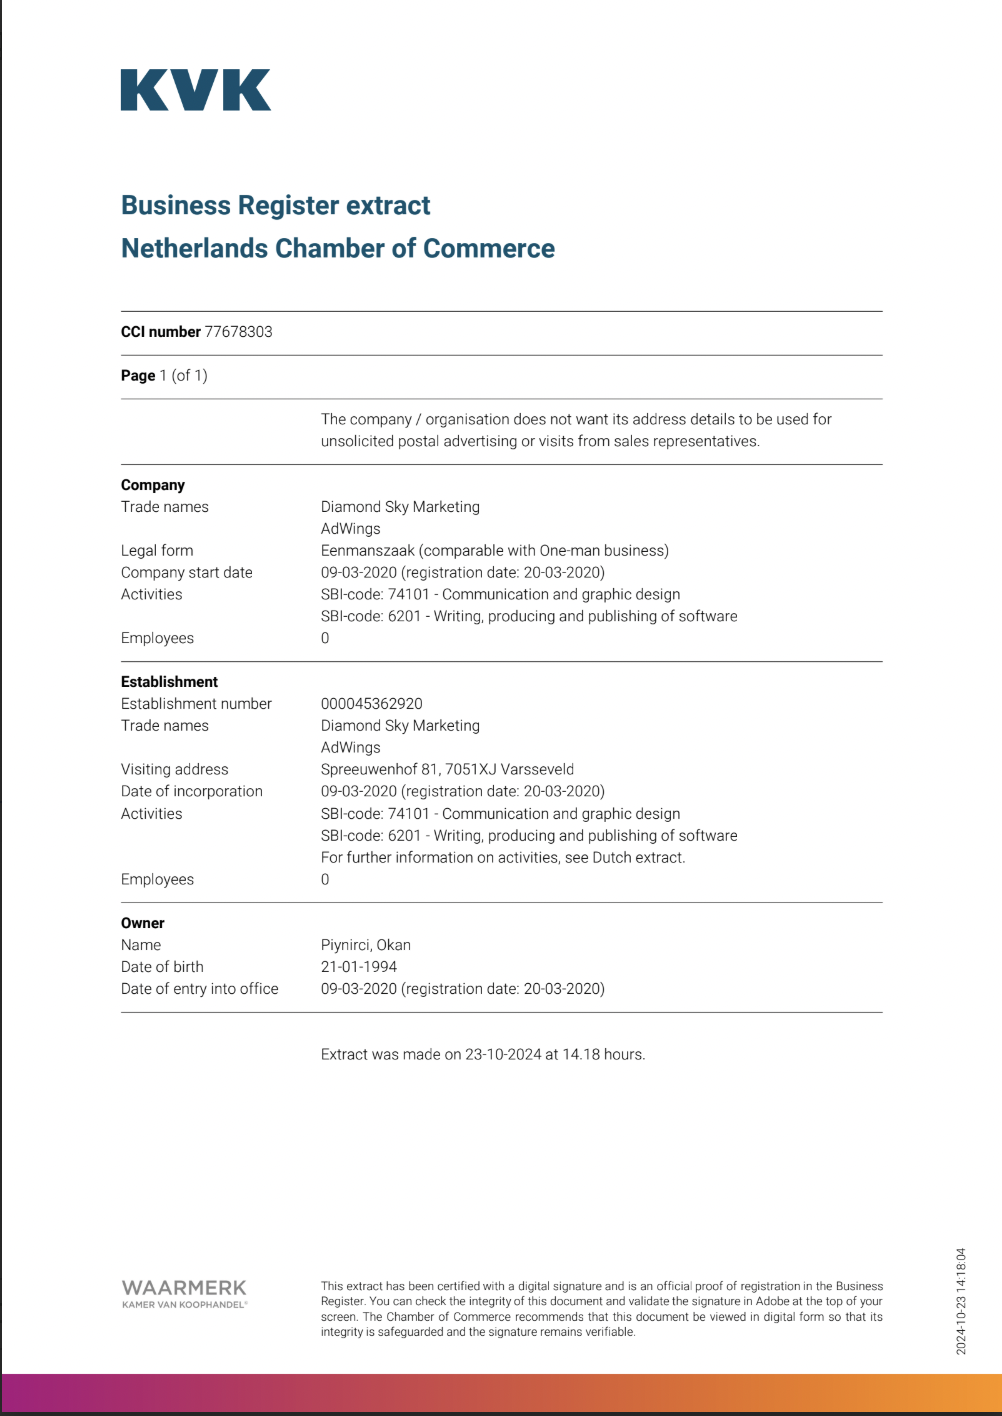 KVK
Business Register extract
Netherlands Chamber of Commerce
CCI number 77678303
Page 1 (of 1)
The company / organisation does not want its address details to be used for
unsolicited postal advertising or visits from sales representatives.
Company
Trade names Diamond Sky Marketing
AdWings
Legal form Eenmanszaak (comparable with One-man business)
Company start date 09-03-2020 (registration date: 20-03-2020)
Activities SBI-code: 74101 - Communication and graphic design
SBI-code: 6201 - Writing, producing and publishing of software
Employees 0
Establishment
Establishment number 000045362920
Trade names Diamond Sky Marketing
AdWings
Visiting address Spreeuwenhof 81, 7051XJ Varsseveld
Date of incorporation 09-03-2020 (registration date: 20-03-2020)
Activities SBI-code: 74101 - Communication and graphic design
SBI-code: 6201 - Writing, producing and publishing of software
For further information on activities, see Dutch extract.
Employees 0
Owner
Name Piynirci, Okan
Date of birth 21-01-1994
Date of entry into office 09-03-2020 (registration date: 20-03-2020)
Extract was made on 23-10-2024 at 14.18 hours.
WAARMERK
KAMER VAN KOOPHANDEL®
This extract has been certified with a digital signature and is an official proof of registration in the Business
Register. You can check the integrity of this document and validate the signature in Adobe at the top of your
screen. The Chamber of Commerce recommends that this document be viewed in digital form so that its
integrity is safeguarded and the signature remains verifiable.
2024-10-23 14:18:04